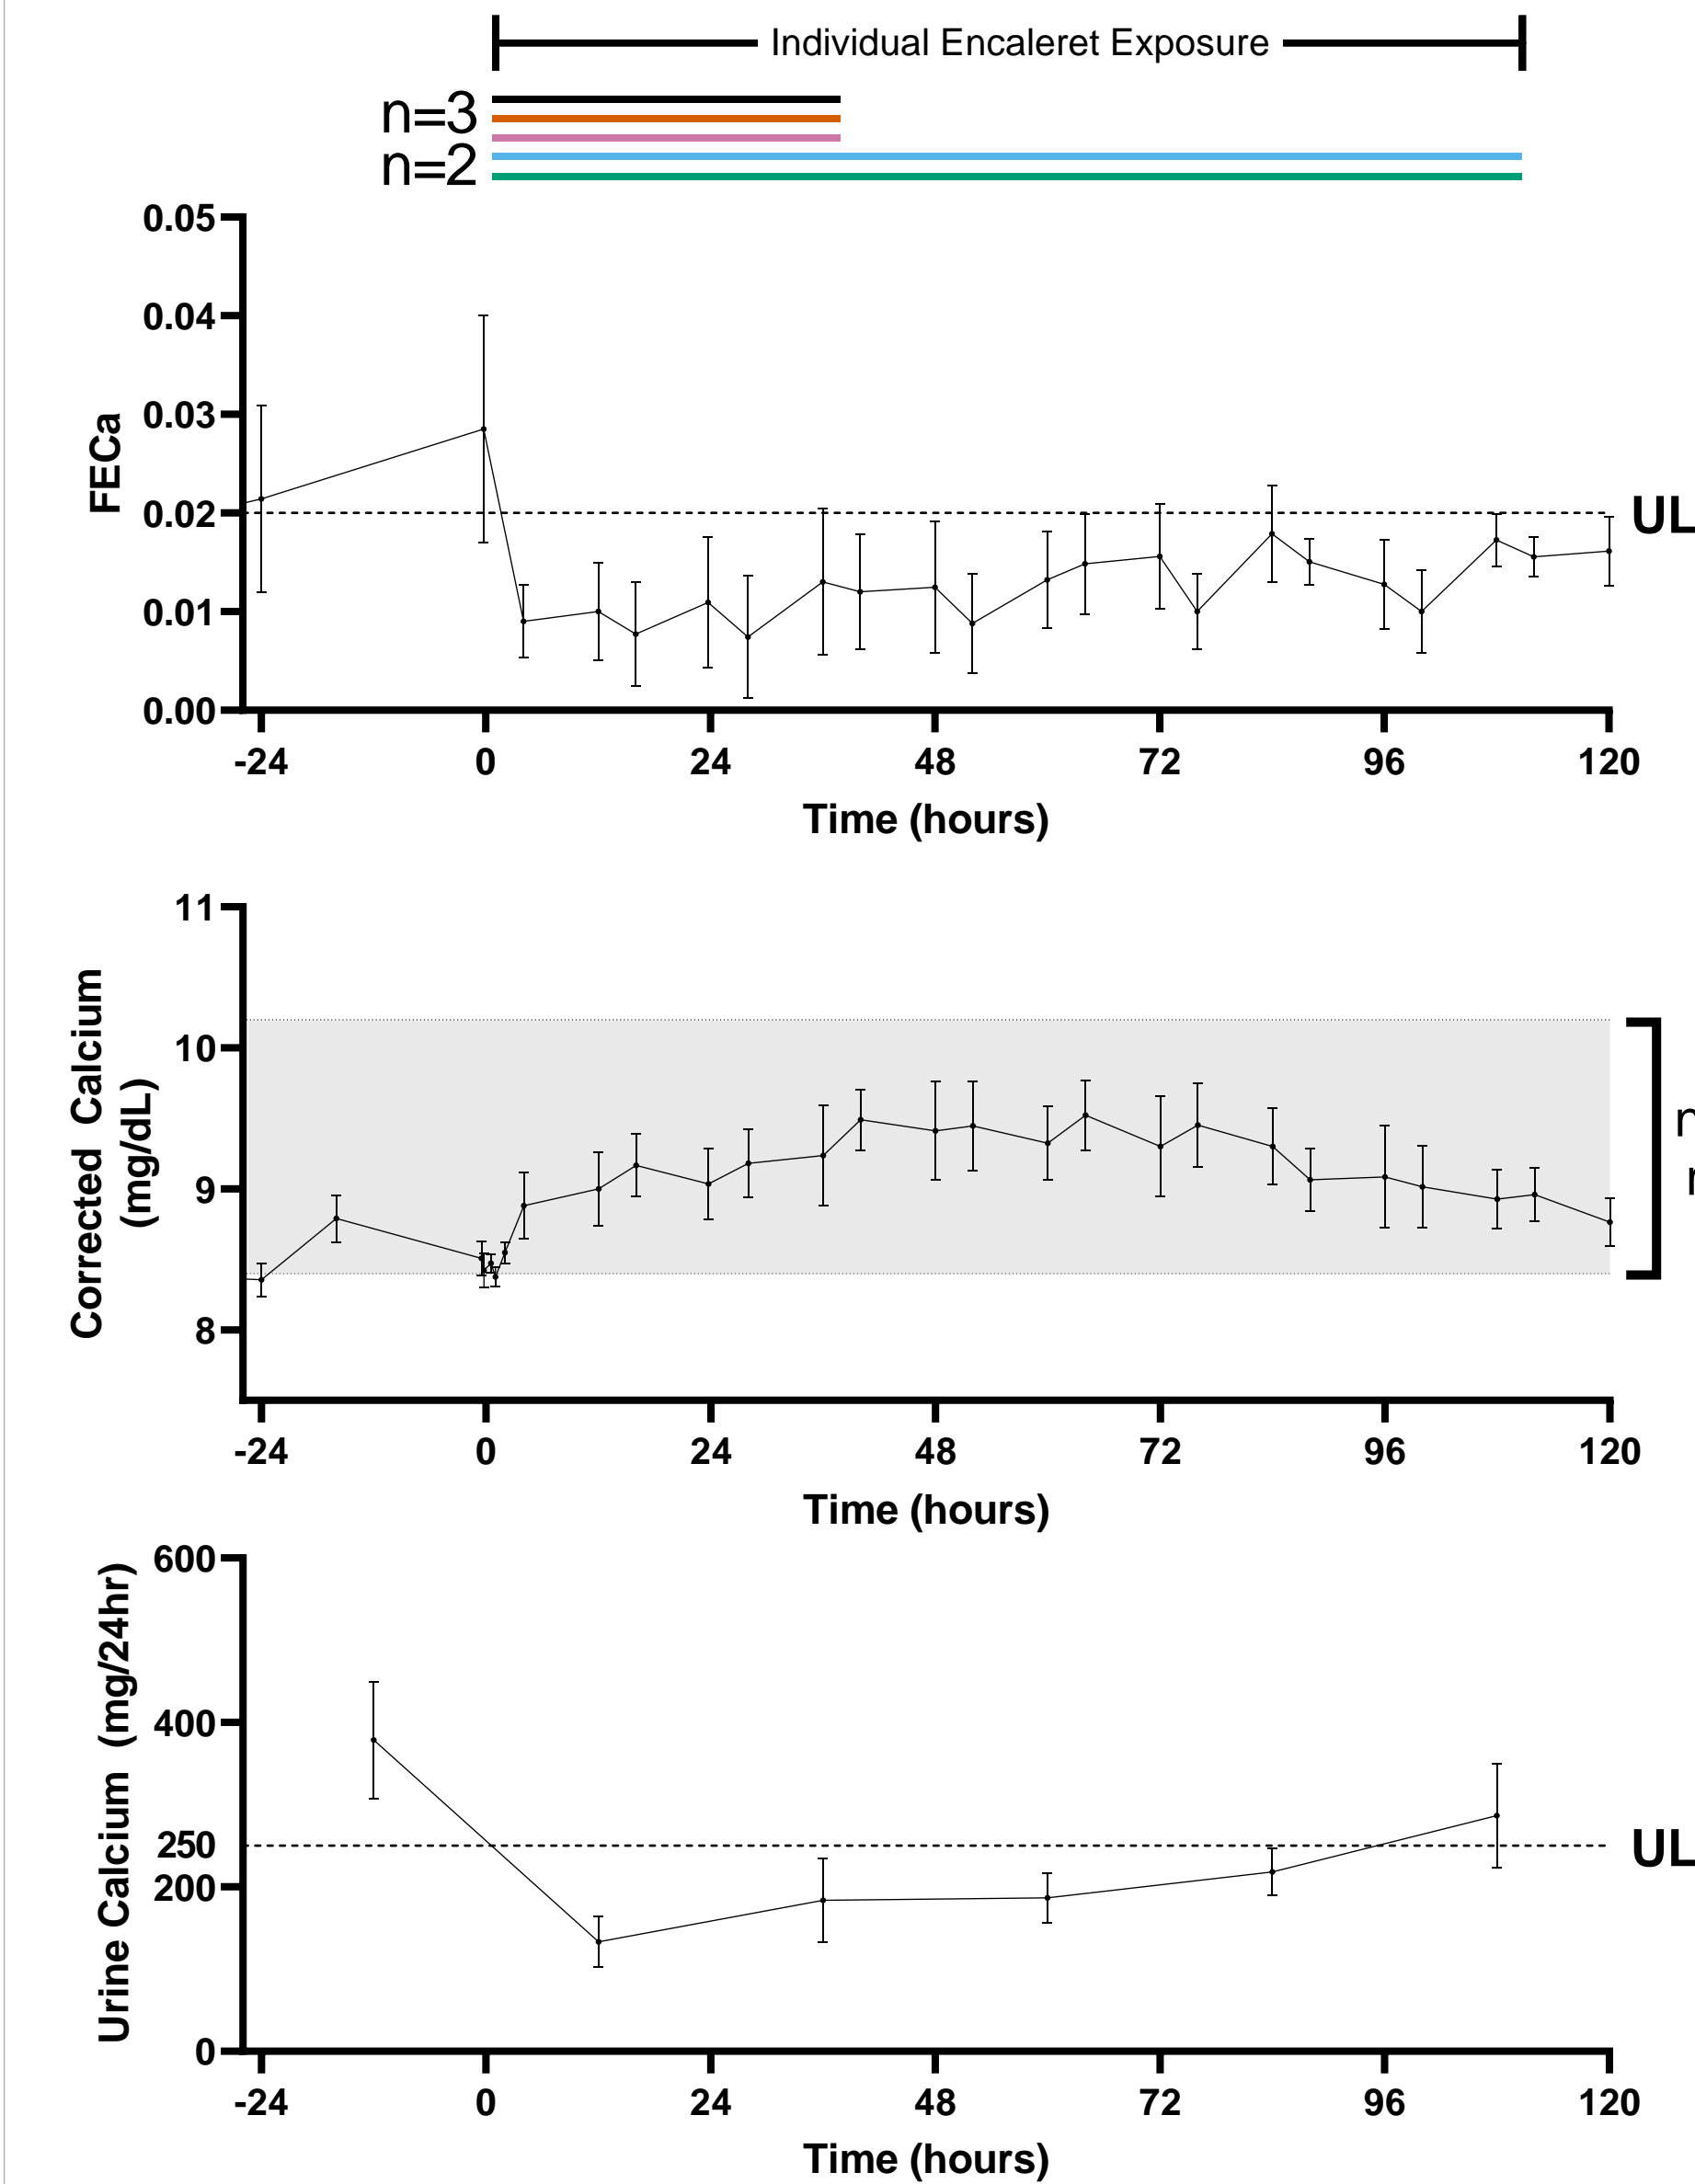 Individual Encaleret Exposure
n=3
n=2
0.05
0.04
0.03
0.02
0.01
0.00
FECa
UL
-24 0 24 48 72 96 120
Time (hours)
11
10
9
8
Corrected Calcium
(mg/dL)
-24 0 24 48 72 96 120
Time (hours)
600
400
250
200
0
Urine Calcium (mg/24hr)
UL
-24 0 24 48 72 96 120
Time (hours)